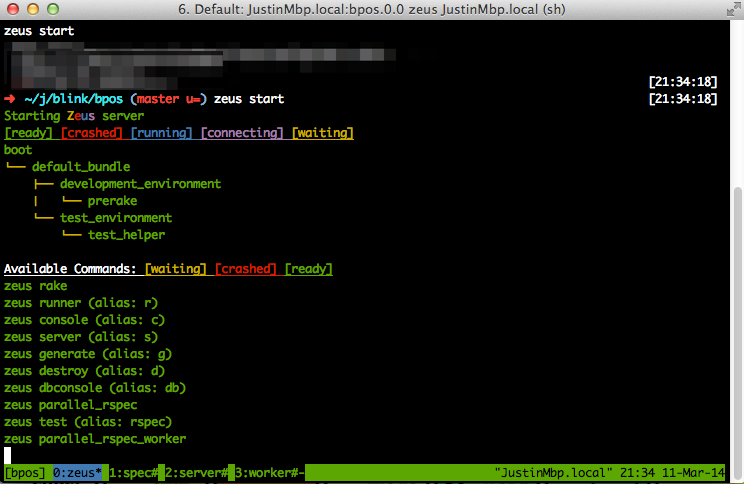 6. Default: JustinMbp.local:bpos.0.0 zeus JustinMbp.local (sh)
zeus start
[21:34:18]
➜ ~/j/blink/bpos (master u=) zeus start [21:34:18]
Starting Zeus server
[ready] [crashed] [running] [connecting] [waiting]
boot
└── default_bundle
├── development_environment
│ └── prerake
└── test_environment
└── test_helper
Available Commands: [waiting] [crashed] [ready]
zeus rake
zeus runner (alias: r)
zeus console (alias: c)
zeus server (alias: s)
zeus generate (alias: g)
zeus destroy (alias: d)
zeus dbconsole (alias: db)
zeus parallel_rspec
zeus test (alias: rspec)
zeus parallel_rspec_worker
[bpos] 0:zeus* 1:spec# 2:server# 3:worker#- "JustinMbp.local" 21:34 11-Mar-14